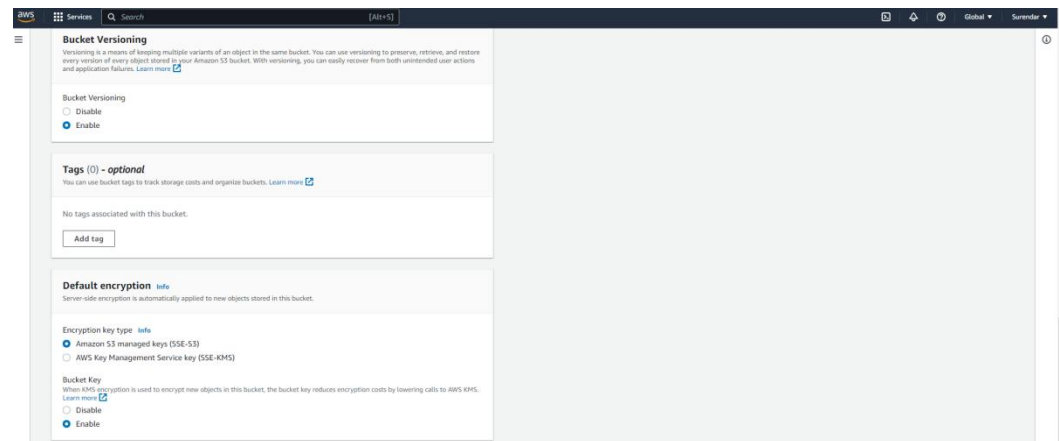 aws Services Search [Alt+S] Global Surendar
Bucket Versioning
Versioning is a means of keeping multiple variants of an object in the same bucket. You can use versioning to preserve, retrieve, and restore
every version of every object stored in your Amazon S3 bucket. With versioning, you can easily recover from both unintended user actions
and application failures. Learn more
Bucket Versioning
Disable
Enable
Tags (0) - optional
You can use bucket tags to track storage costs and organize buckets. Learn more
No tags associated with this bucket.
Add tag
Default encryption Info
Server-side encryption is automatically applied to new objects stored in this bucket.
Encryption key type Info
Amazon S3 managed keys (SSE-S3)
AWS Key Management Service key (SSE-KMS)
Bucket Key
When KMS encryption is used to encrypt new objects in this bucket, the bucket key reduces encryption costs by lowering calls to AWS KMS.
Learn more
Disable
Enable